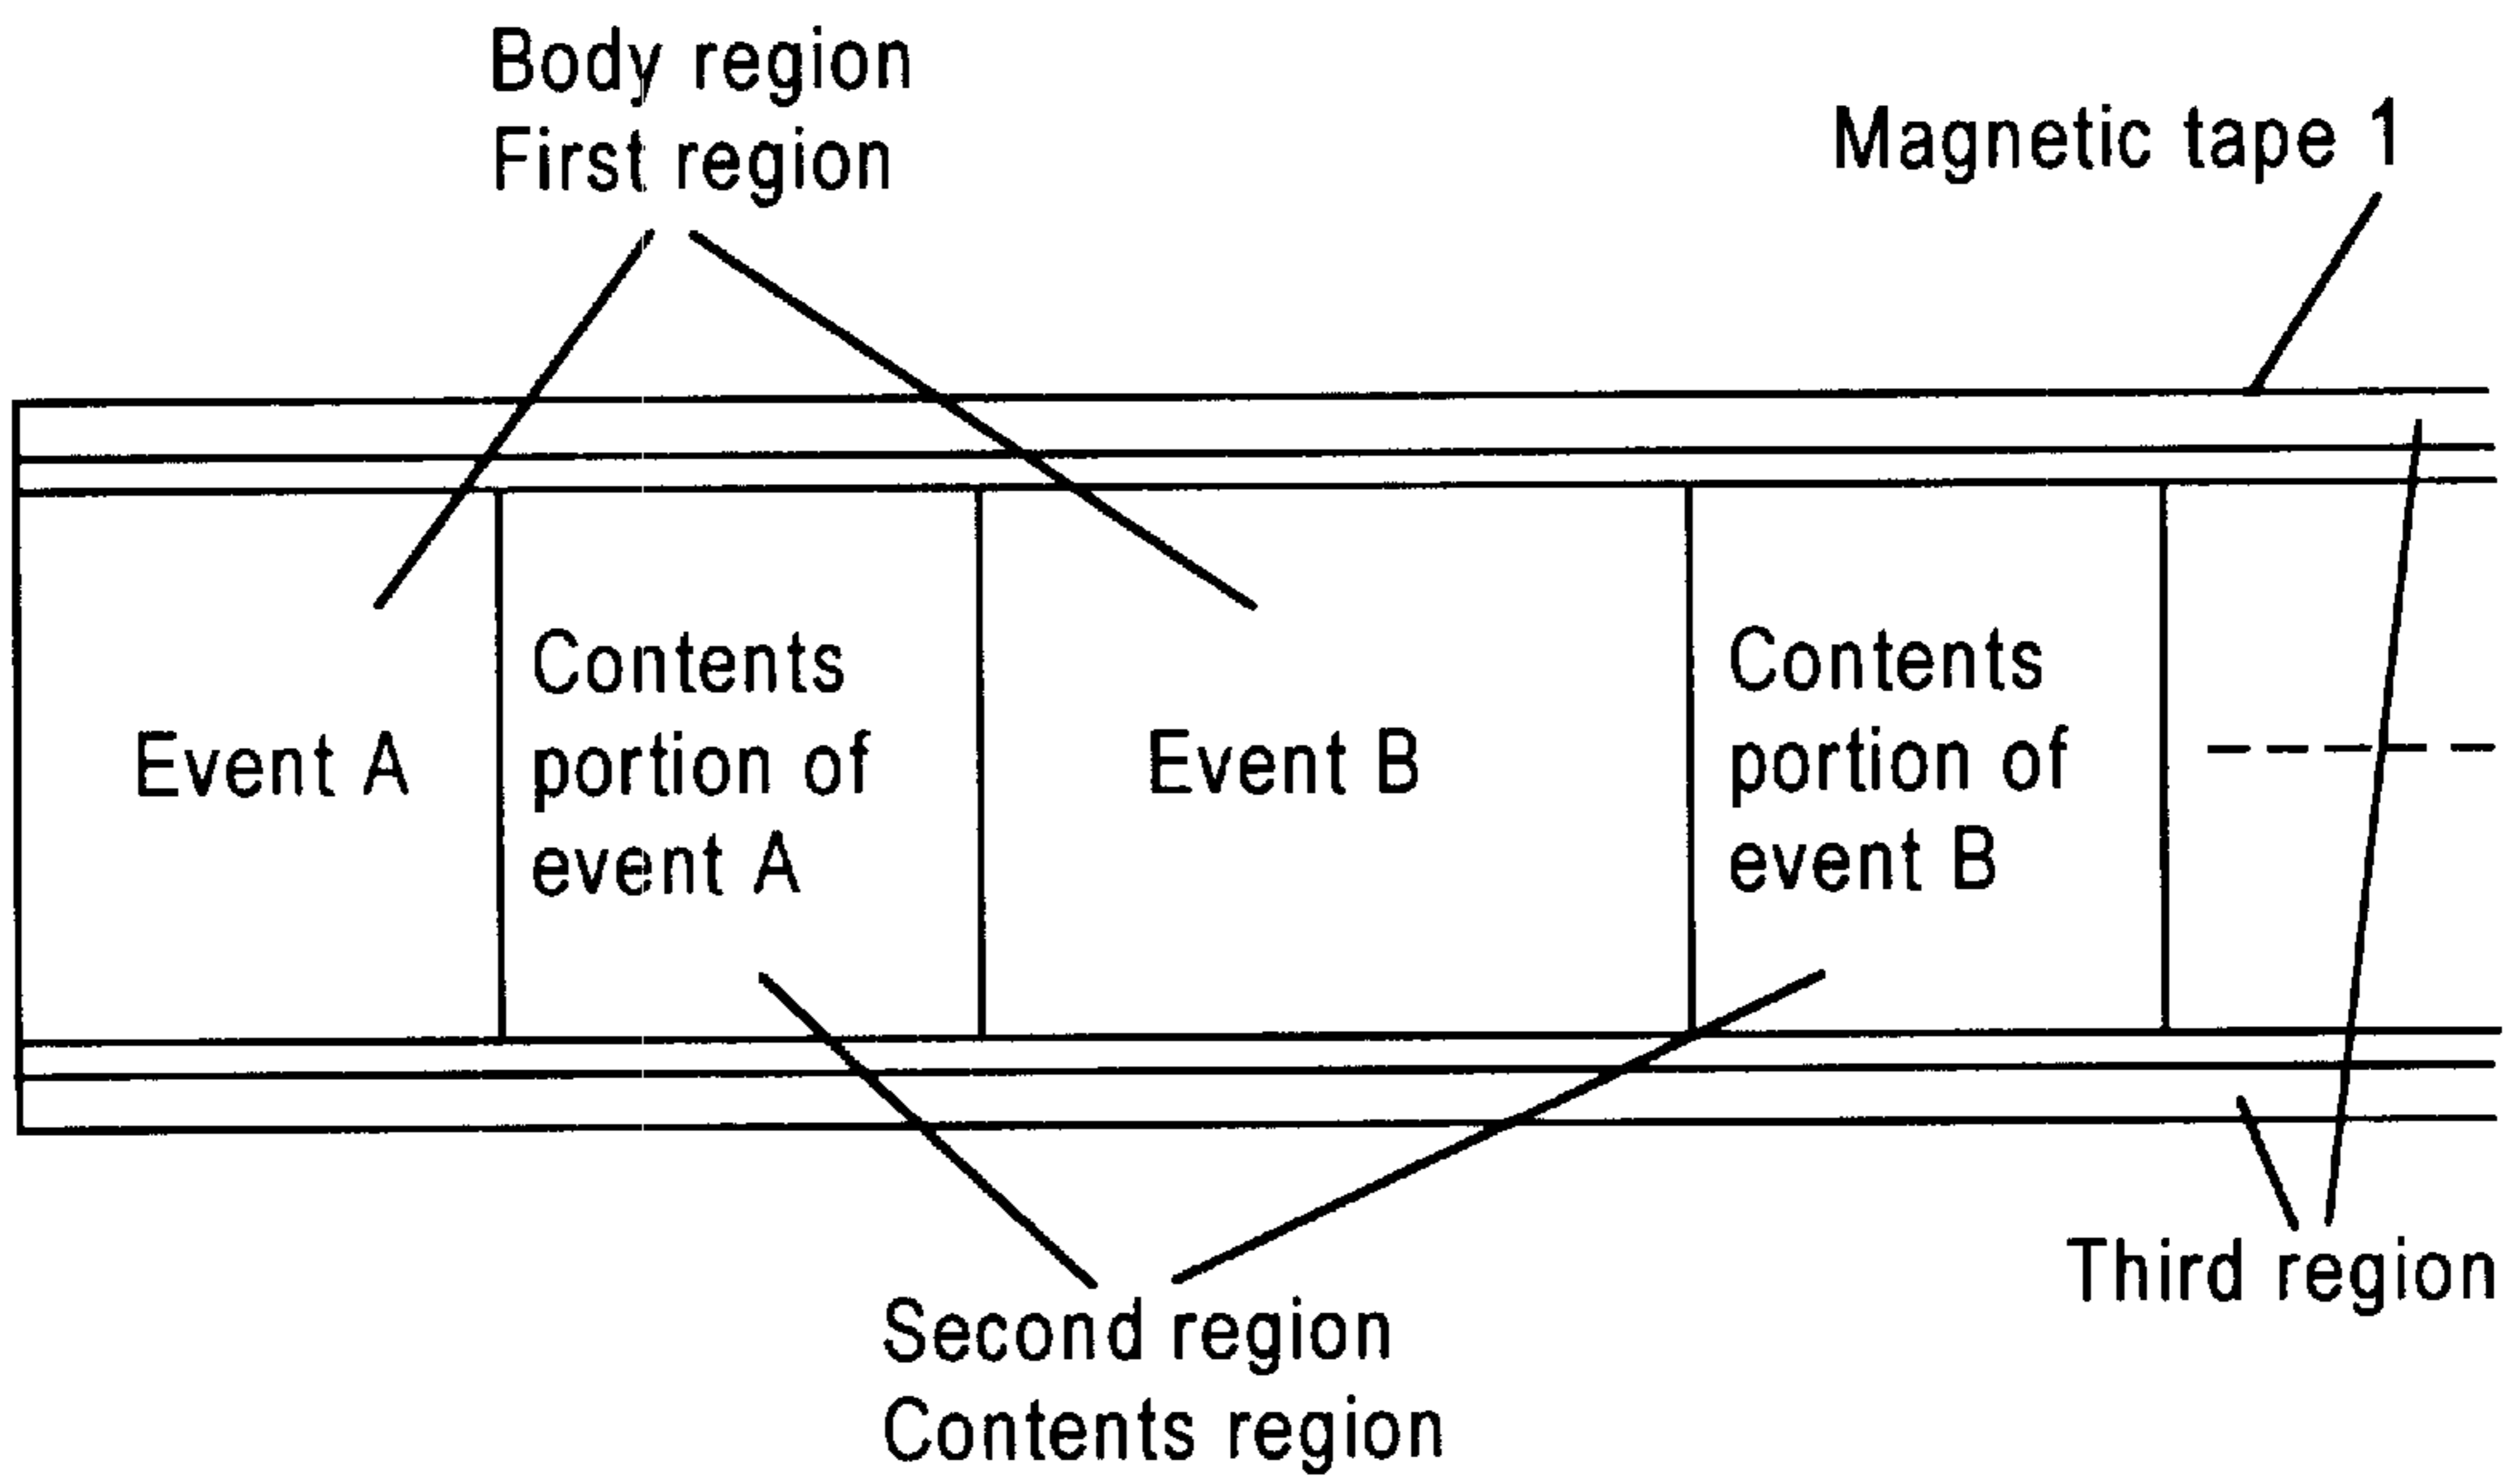 Body region
First region
Magnetic tape 1
Event A
Contents
portion of
event A
Event B
Contents
portion of
event B
Third region
Second region
Contents region